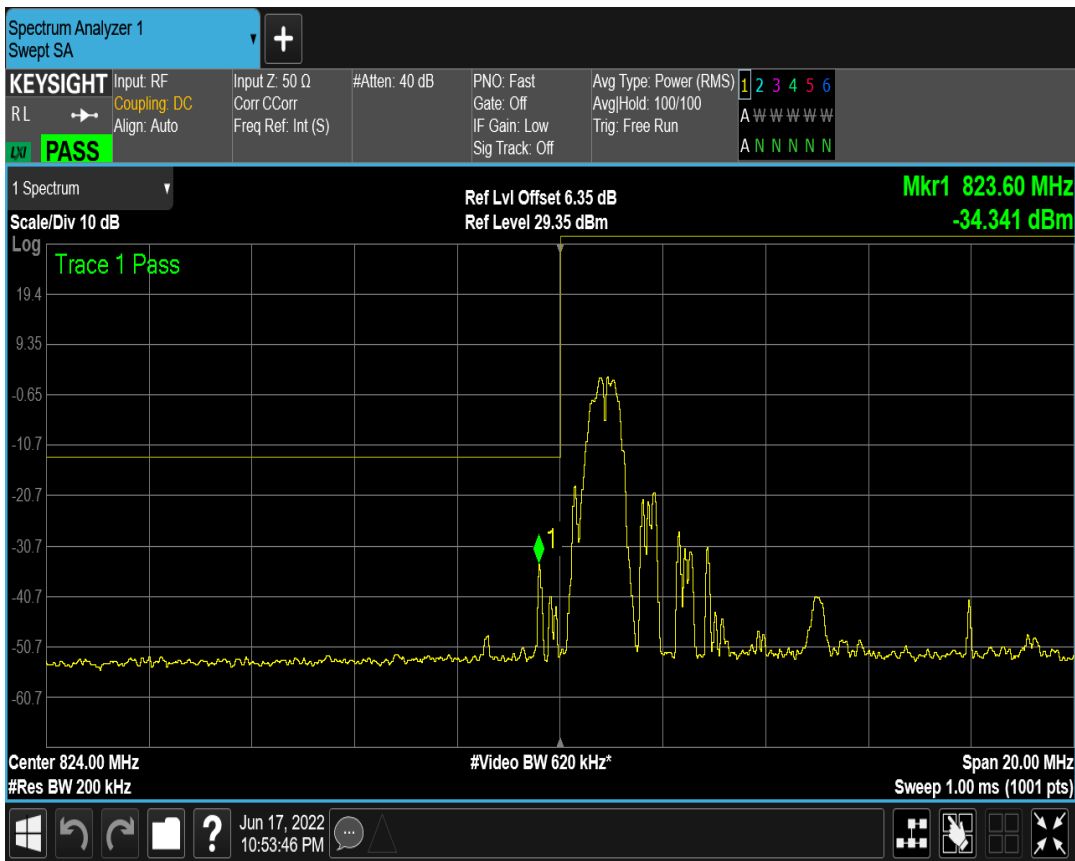 Spectrum Analyzer 1
Swept SA
+
KEYSIGHT
RL
LXI
PASS
Input: RF
Coupling: DC
Align: Auto
Input Z: 50 Ω
Corr CCorr
Freq Ref: Int (S)
#Atten: 40 dB
PNO: Fast
Gate: Off
IF Gain: Low
Sig Track: Off
Avg Type: Power (RMS)
Avg|Hold: 100/100
Trig: Free Run
1 2 3 4 5 6
A W W W W W
A N N N N N
1 Spectrum
Scale/Div 10 dB
Ref Lvl Offset 6.35 dB
Ref Level 29.35 dBm
Mkr1 823.60 MHz
-34.341 dBm
Log
Trace 1 Pass
19.4
9.35
-0.65
-10.7
-20.7
-30.7
-40.7
-50.7
-60.7
1
Center 824.00 MHz
#Video BW 620 kHz*
Span 20.00 MHz
#Res BW 200 kHz
Sweep 1.00 ms (1001 pts)
?
Jun 17, 2022
10:53:46 PM